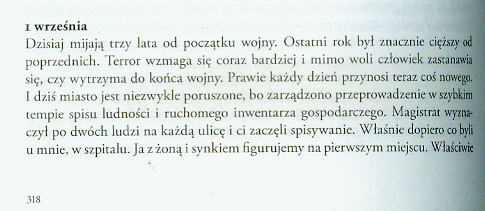 1 września
Dzisiaj mijają trzy lata od początku wojny. Ostatni rok był znacznie cięższy od
poprzednich. Terror wzmaga się coraz bardziej i mimo woli człowiek zastanawia
się, czy wytrzyma do końca wojny. Prawie każdy dzień przynosi teraz coś nowego.
I dziś miasto jest niezwykle poruszone, bo zarządzono przeprowadzenie w szybkim
tempie spisu ludności i ruchomego inwentarza gospodarczego. Magistrat wyzna-
czył po dwóch ludzi na każdą ulicę i ci zaczęli spisywanie. Właśnie dopiero co byli
u mnie, w szpitalu. Ja z żoną i synkiem figurujemy na pierwszym miejscu. Właściwie
318